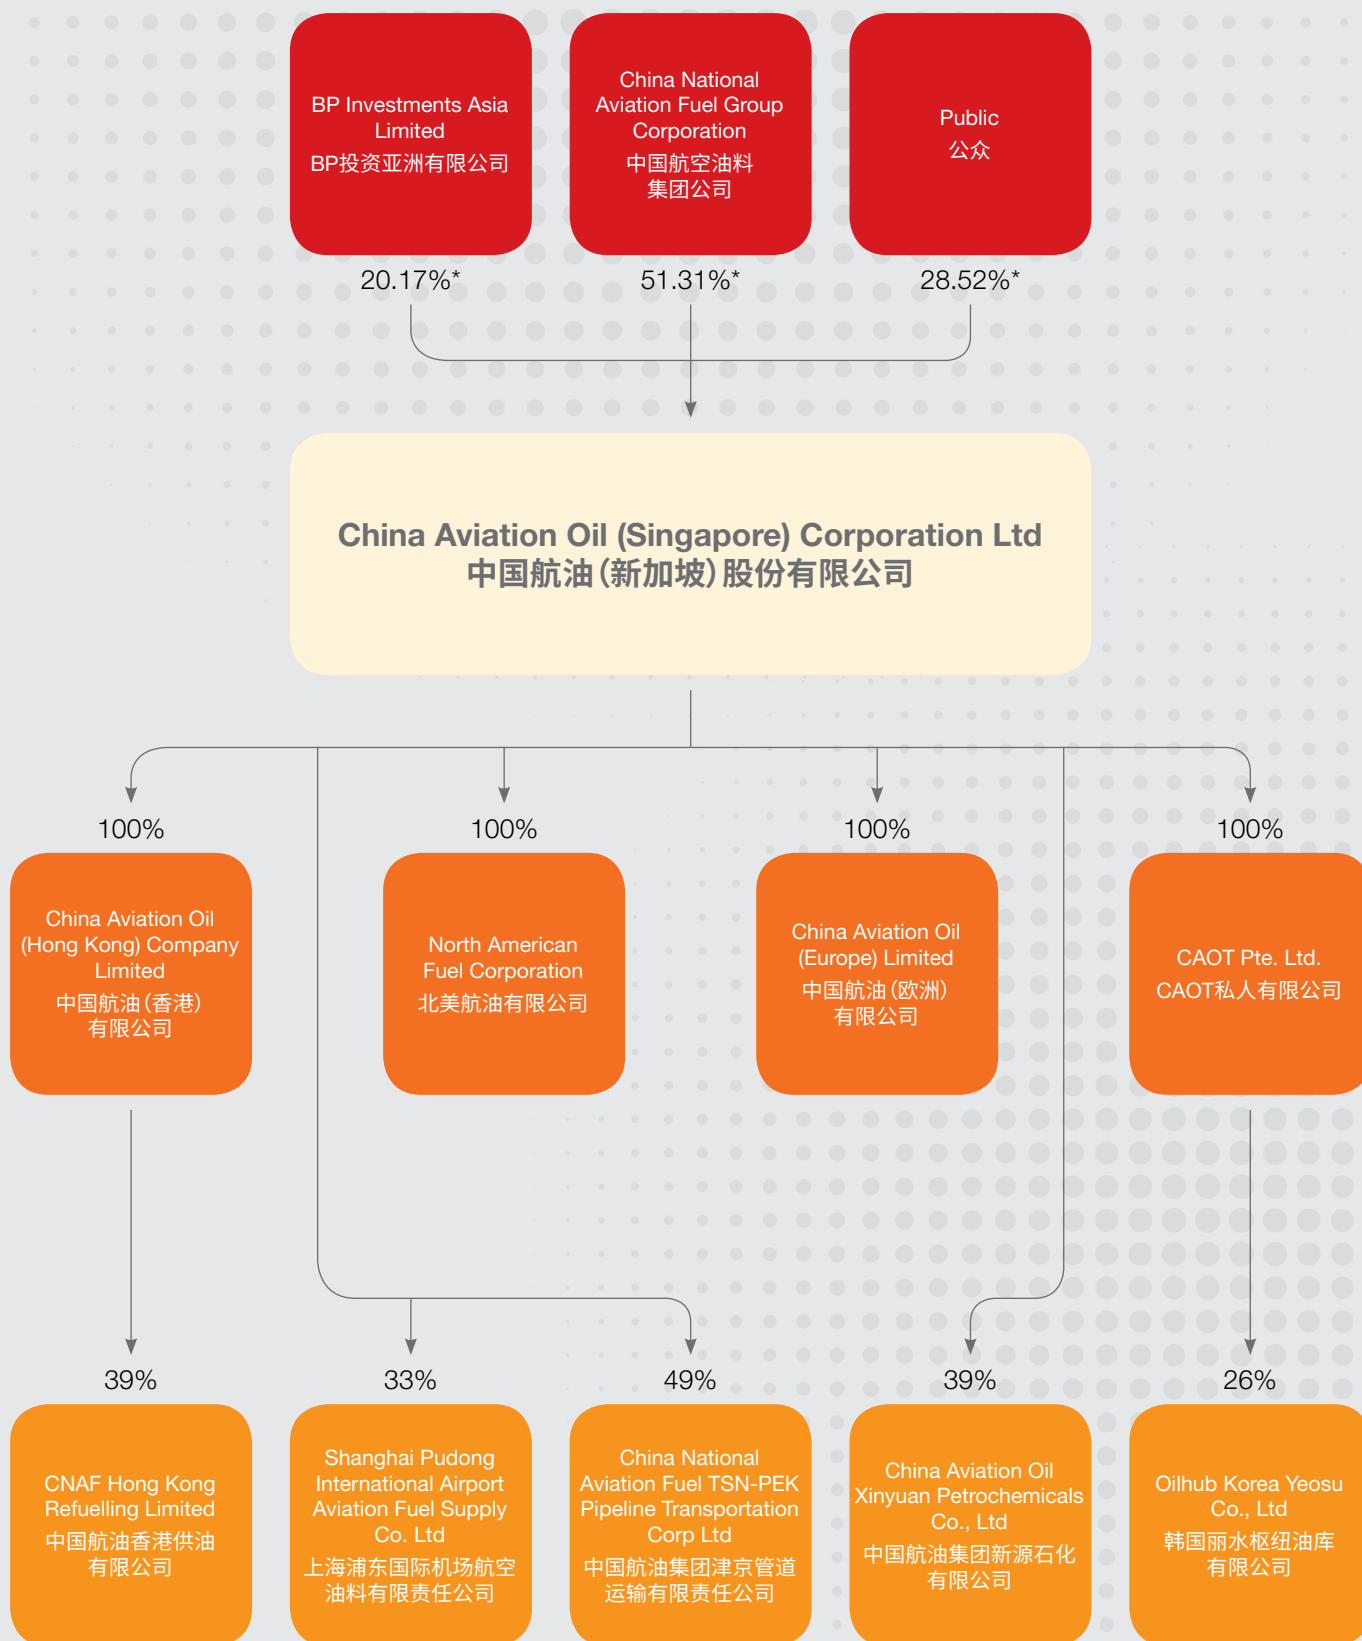 BP Investments Asia
Limited
BP投资亚洲有限公司
China National
Aviation Fuel Group
Corporation
中国航空油料
集团公司
Public
公众
20.17%*
51.31%*
28.52%*
China Aviation Oil (Singapore) Corporation Ltd
中国航油（新加坡）股份有限公司
100%
100%
100%
100%
China Aviation Oil
(Hong Kong) Company
Limited
中国航油（香港）
有限公司
North American
Fuel Corporation
北美航油有限公司
China Aviation Oil
(Europe) Limited
中国航油（欧洲）
有限公司
CAOT Pte. Ltd.
CAOT私人有限公司
39%
33%
49%
39%
26%
CNAF Hong Kong
Refuelling Limited
中国航油香港供油
有限公司
Shanghai Pudong
International Airport
Aviation Fuel Supply
Co. Ltd
上海浦东国际机场航空
油料有限责任公司
China National
Aviation Fuel TSN-PEK
Pipeline Transportation
Corp Ltd
中国航油集团津京管道
运输有限责任公司
China Aviation Oil
Xinyuan Petrochemicals
Co., Ltd
中国航油集团新源石化
有限公司
Oilhub Korea Yeosu
Co., Ltd
韩国丽水枢纽油库
有限公司